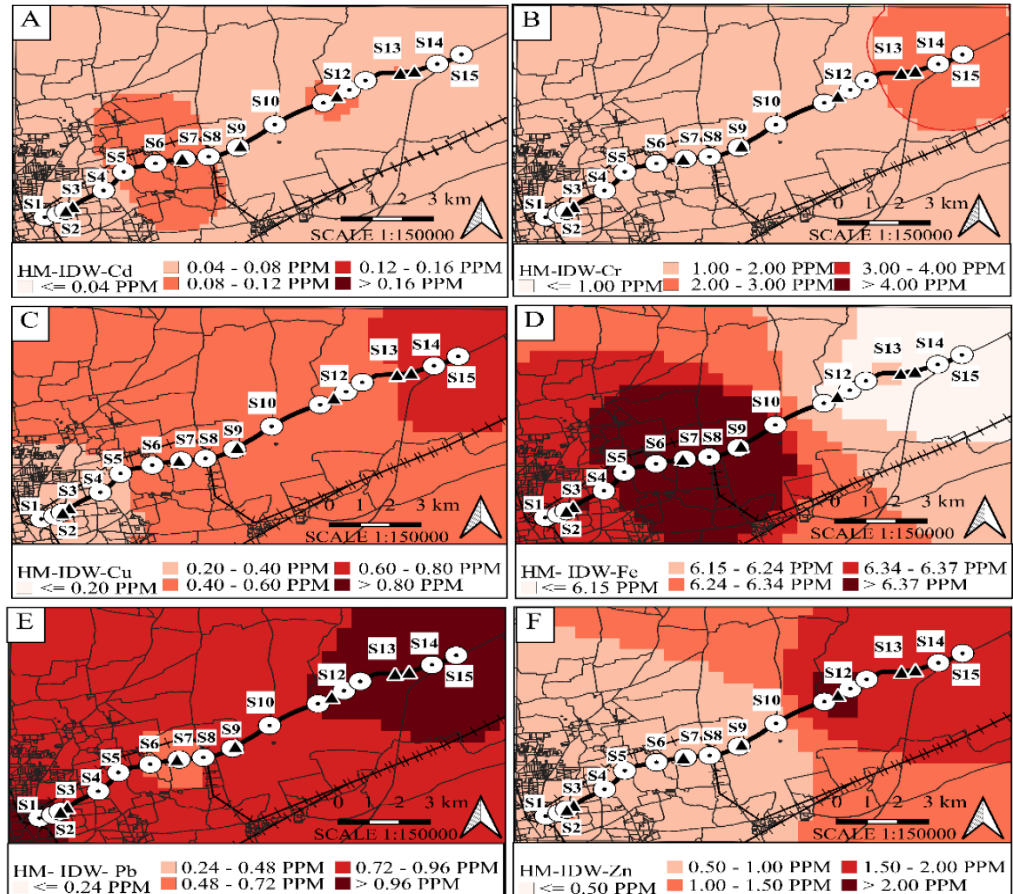 A
S14
S13
S15
S12
S10
S9
S8
S7
S6
S5
S4
S3
S1
S2
0 1 2 3 km
SCALE 1:150000
HM-IDW-Cd
<= 0.04 PPM
0.04 - 0.08 PPM
0.08 - 0.12 PPM
0.12 - 0.16 PPM
> 0.16 PPM
B
S14
S13
S15
S12
S10
S9
S8
S7
S6
S5
S4
S3
S1
S2
0 1 2 3 km
SCALE 1:150000
HM-IDW-Cr
<= 1.00 PPM
1.00 - 2.00 PPM
2.00 - 3.00 PPM
3.00 - 4.00 PPM
> 4.00 PPM
C
S14
S13
S15
S12
S10
S9
S8
S7
S6
S5
S4
S3
S1
S2
0 1 2 3 km
SCALE 1:150000
HM-IDW-Cu
<= 0.20 PPM
0.20 - 0.40 PPM
0.40 - 0.60 PPM
0.60 - 0.80 PPM
> 0.80 PPM
D
S14
S13
S15
S12
S10
S9
S8
S7
S6
S5
S4
S3
S1
S2
0 1 2 3 km
SCALE 1:150000
HM- IDW-Fe
<= 6.15 PPM
6.15 - 6.24 PPM
6.24 - 6.34 PPM
6.34 - 6.37 PPM
> 6.37 PPM
E
S14
S13
S15
S12
S10
S9
S8
S7
S6
S5
S4
S3
S1
S2
0 1 2 3 km
SCALE 1:150000
HM- IDW- Pb
<= 0.24 PPM
0.24 - 0.48 PPM
0.48 - 0.72 PPM
0.72 - 0.96 PPM
> 0.96 PPM
F
S14
S13
S15
S12
S10
S9
S8
S7
S6
S5
S4
S3
S1
S2
0 1 2 3 km
SCALE 1:150000
HM-IDW-Zn
<= 0.50 PPM
0.50 - 1.00 PPM
1.00 - 1.50 PPM
1.50 - 2.00 PPM
> 2.00 PPM